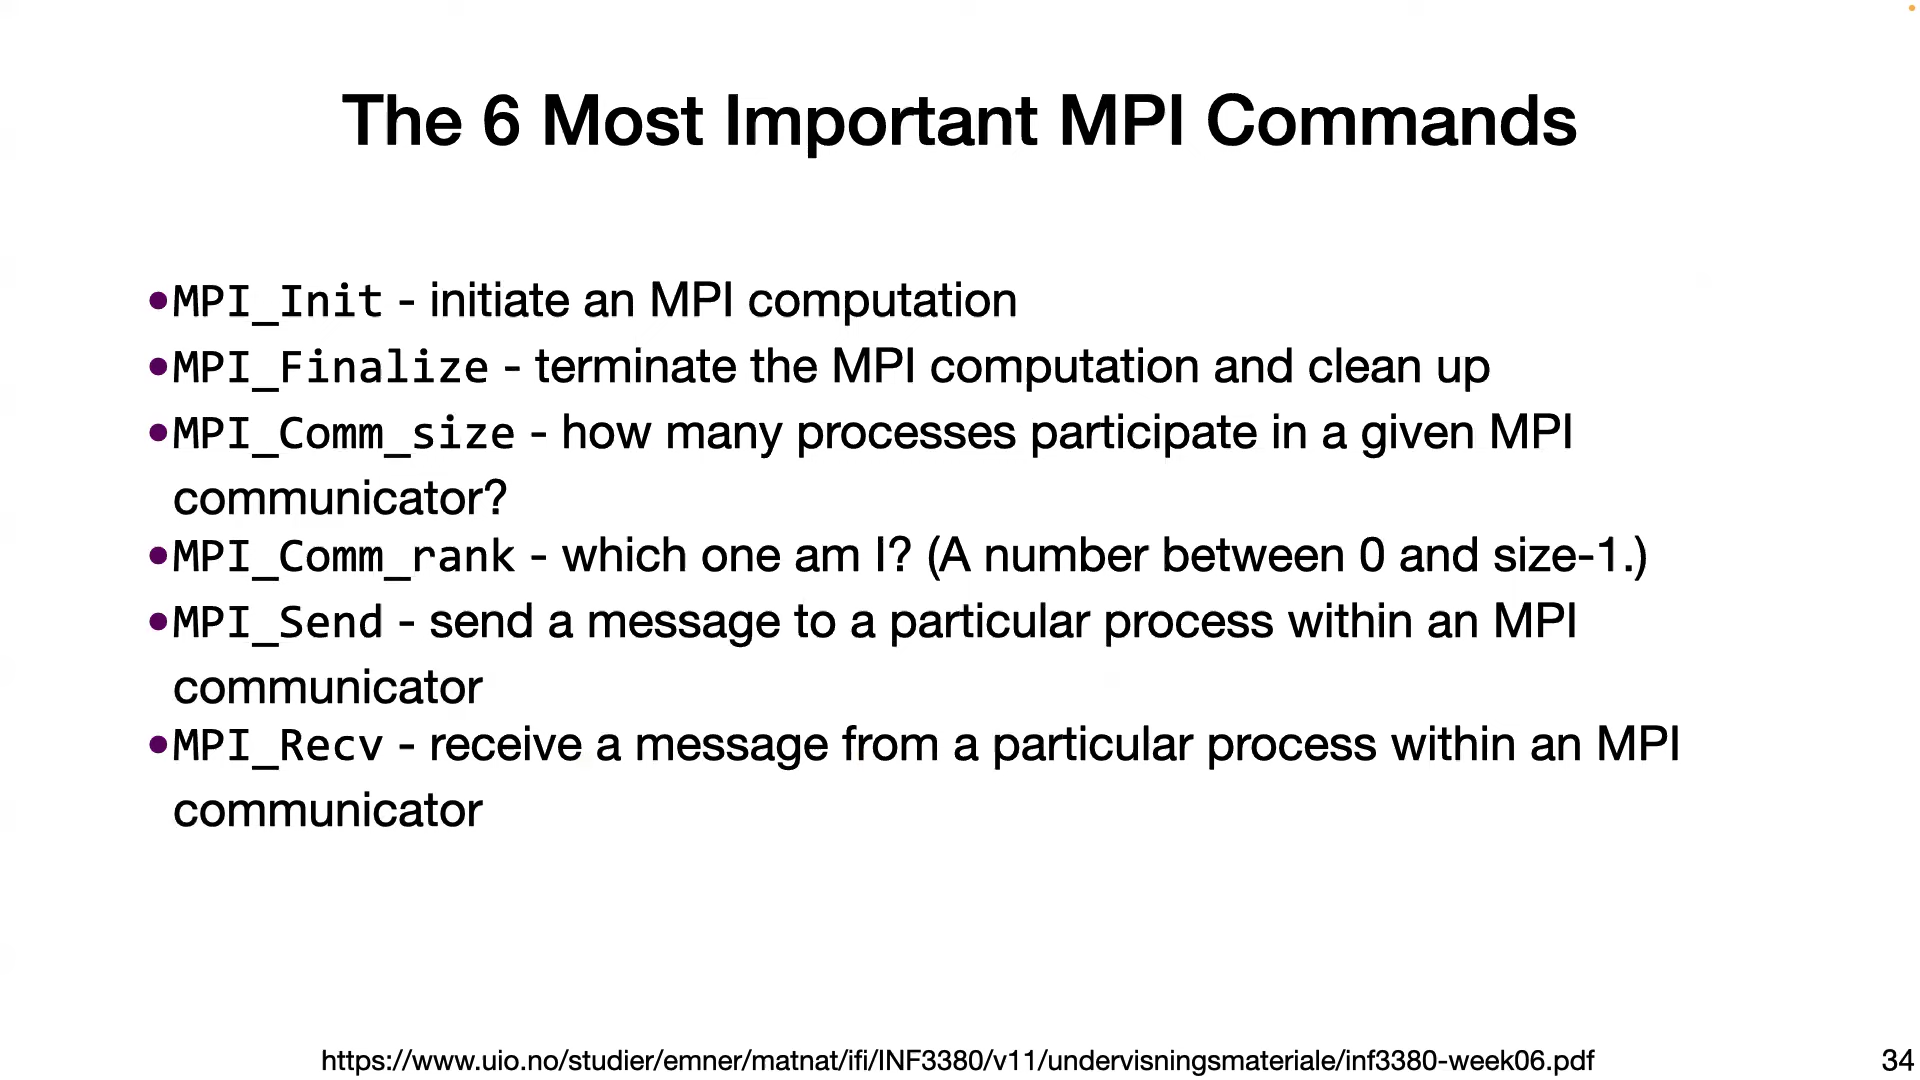 The 6 Most Important MPI Commands
•MPI_Init - initiate an MPI computation
•MPI_Finalize - terminate the MPI computation and clean up
•MPI_Comm_size - how many processes participate in a given MPI
communicator?
•MPI_Comm_rank - which one am I? (A number between 0 and size-1.)
•MPI_Send - send a message to a particular process within an MPI
communicator
•MPI_Recv - receive a message from a particular process within an MPI
communicator
https://www.uio.no/studier/emner/matnat/ifi/INF3380/v11/undervisningsmateriale/inf3380-week06.pdf
34